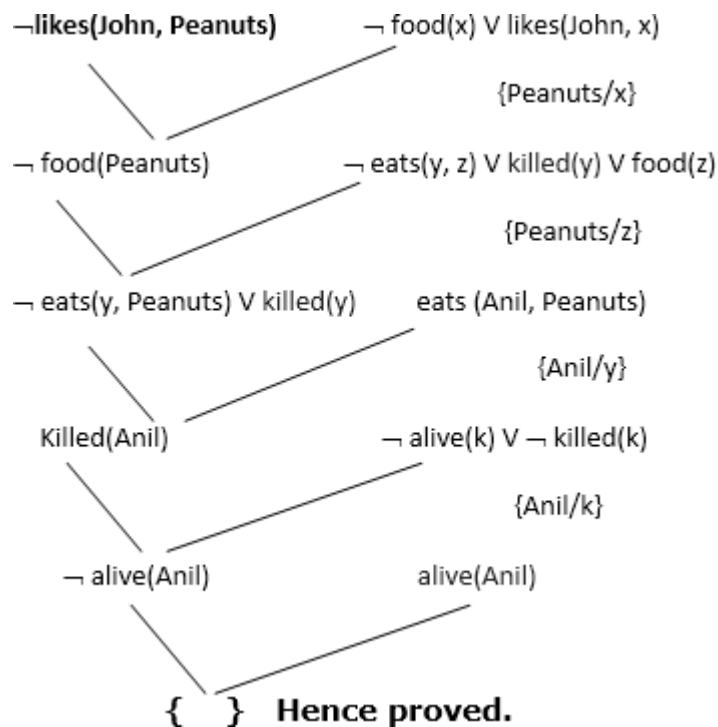 ¬likes(John, Peanuts) ¬ food(x) V likes(John, x)
{Peanuts/x}
¬ food(Peanuts) ¬ eats(y, z) V killed(y) V food(z)
{Peanuts/z}
¬ eats(y, Peanuts) V killed(y) eats (Anil, Peanuts)
{Anil/y}
Killed(Anil) ¬ alive(k) V ¬ killed(k)
{Anil/k}
¬ alive(Anil) alive(Anil)
{ } Hence proved.